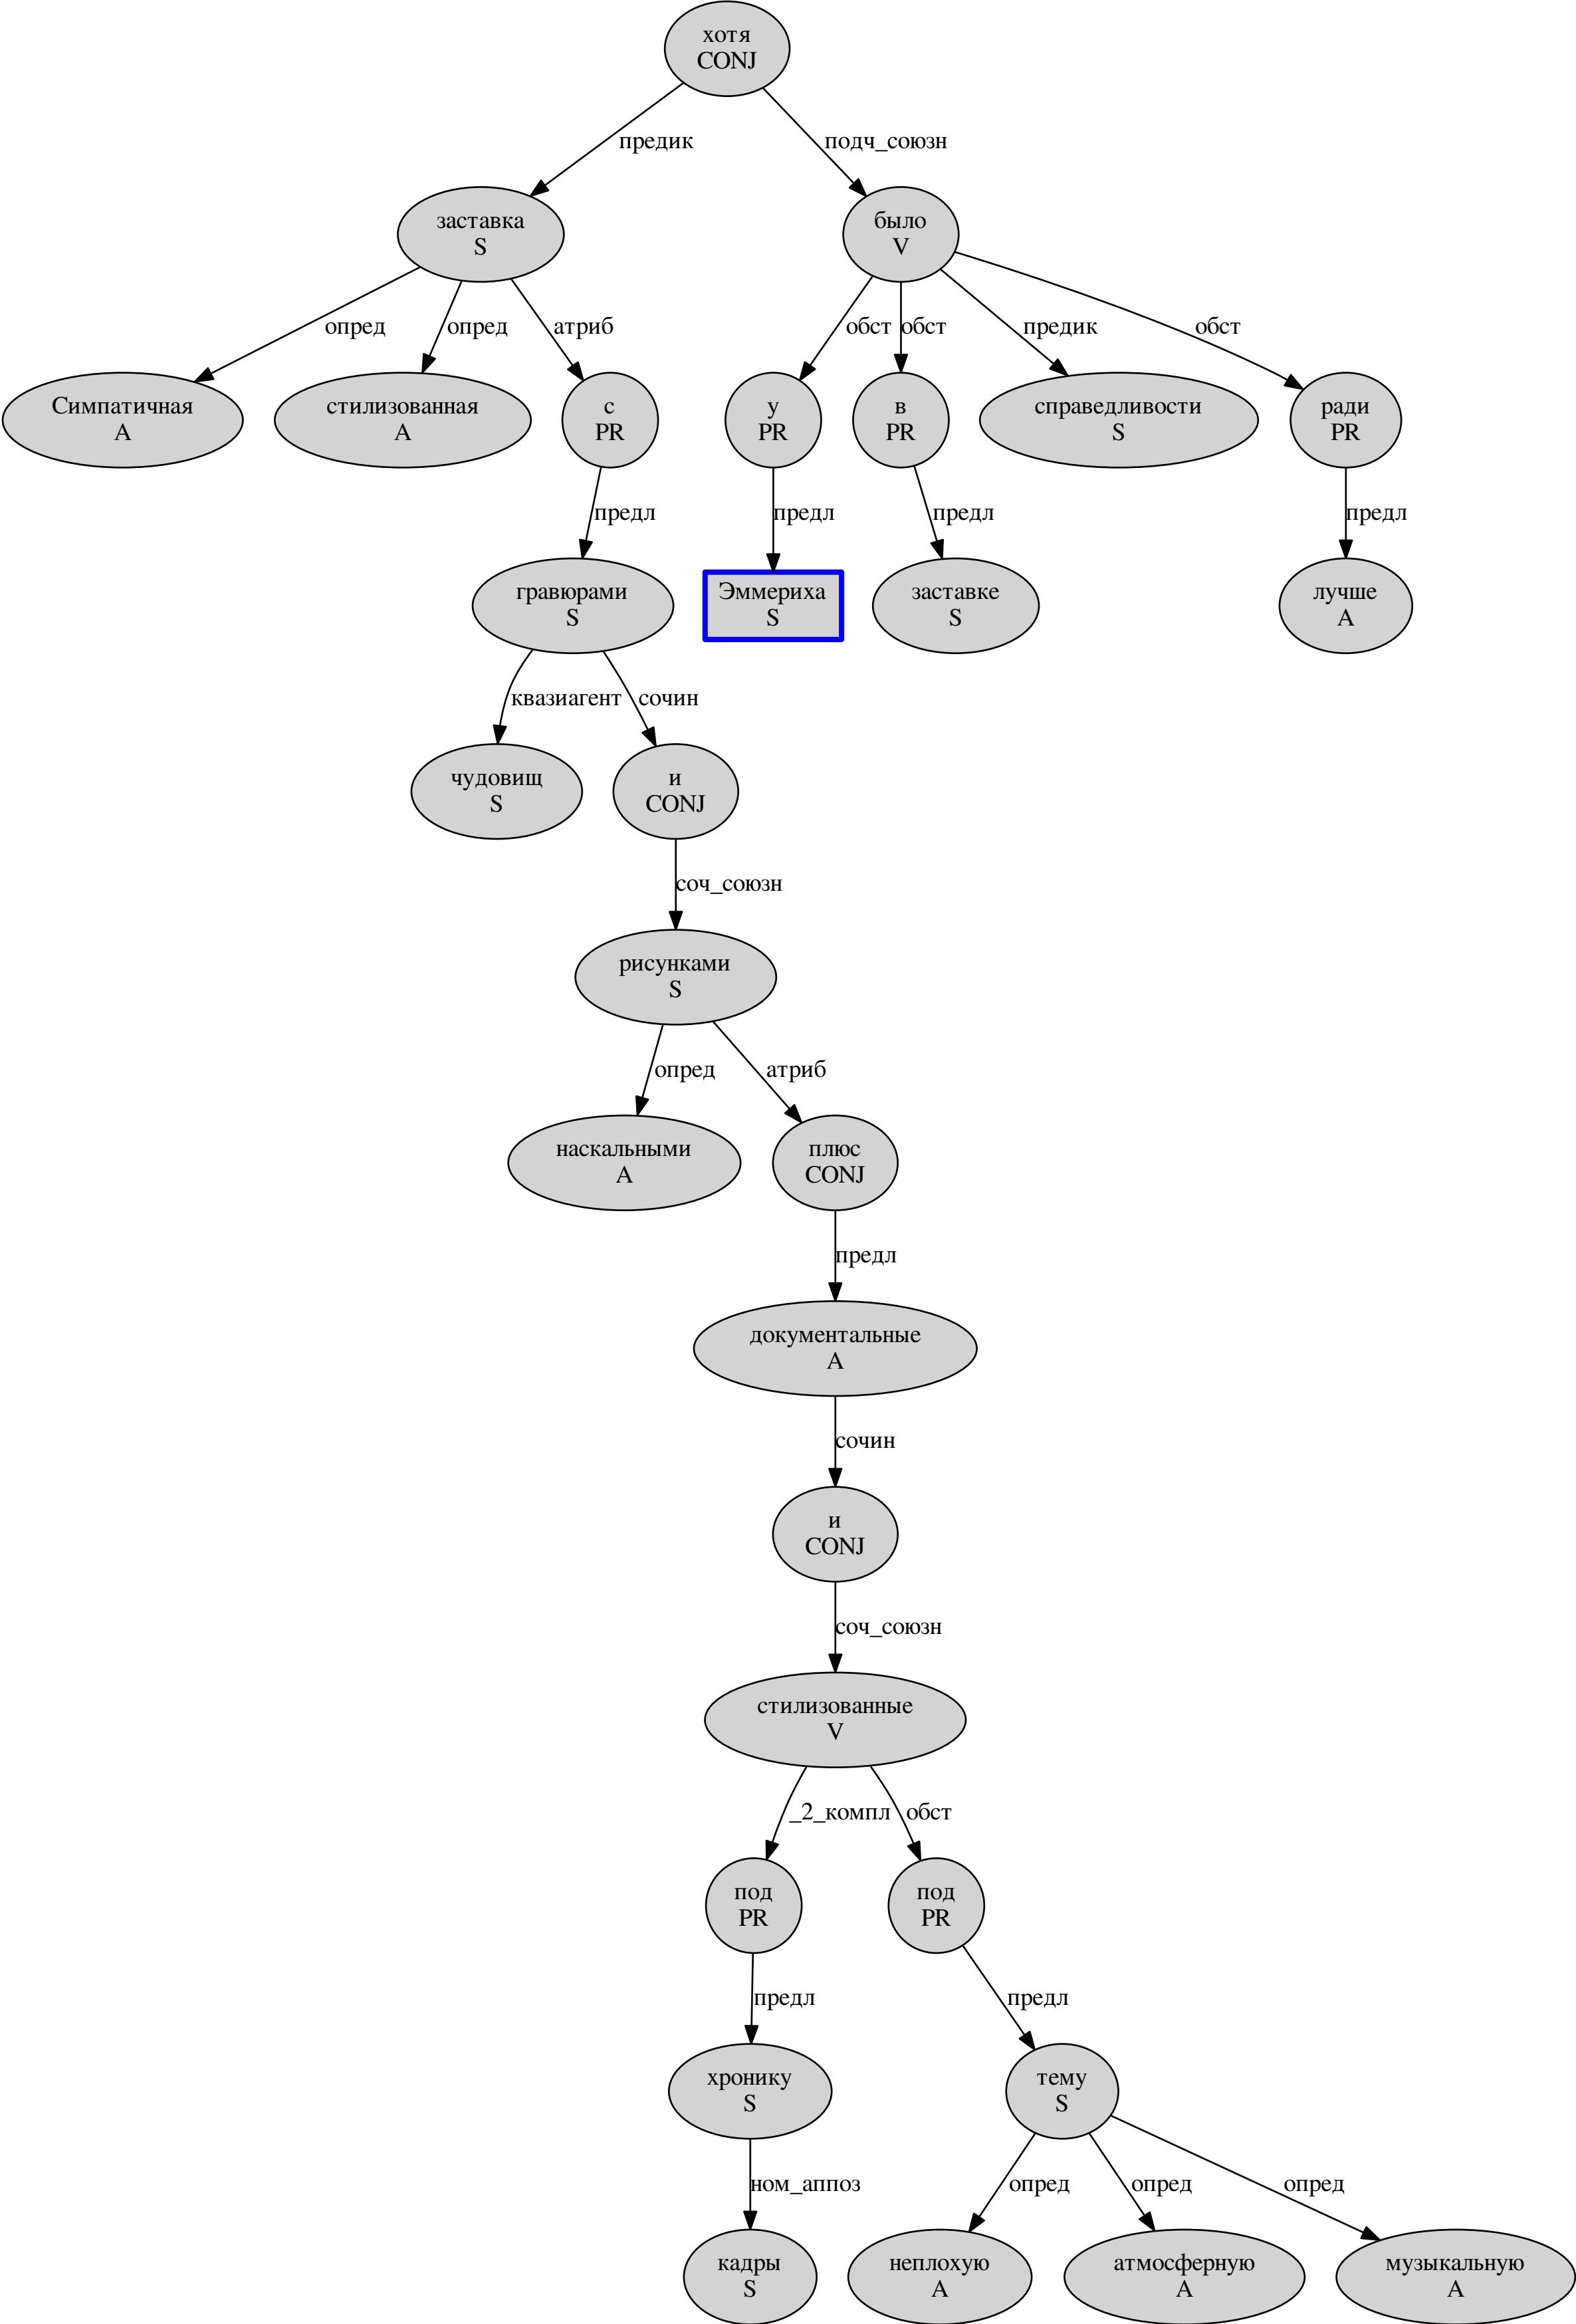 хотя
CONJ
предик
подч_союзн
заставка
S
было
V
опред
опред
атриб
обст
обст
предик
обст
Симпатичная
A
стилизованная
A
с
PR
у
PR
в
PR
справедливости
S
ради
PR
предл
предл
предл
предл
гравюрами
S
Эммериха
S
заставке
S
лучше
A
квазиагент
сочин
чудовищ
S
и
CONJ
соч_союзн
рисунками
S
опред
атриб
наскальными
A
плюс
CONJ
предл
документальные
A
сочин
и
CONJ
соч_союзн
стилизованные
V
_2_компл
обст
под
PR
под
PR
предл
предл
хронику
S
тему
S
ном_аппоз
опред
опред
опред
кадры
S
неплохую
A
атмосферную
A
музыкальную
A